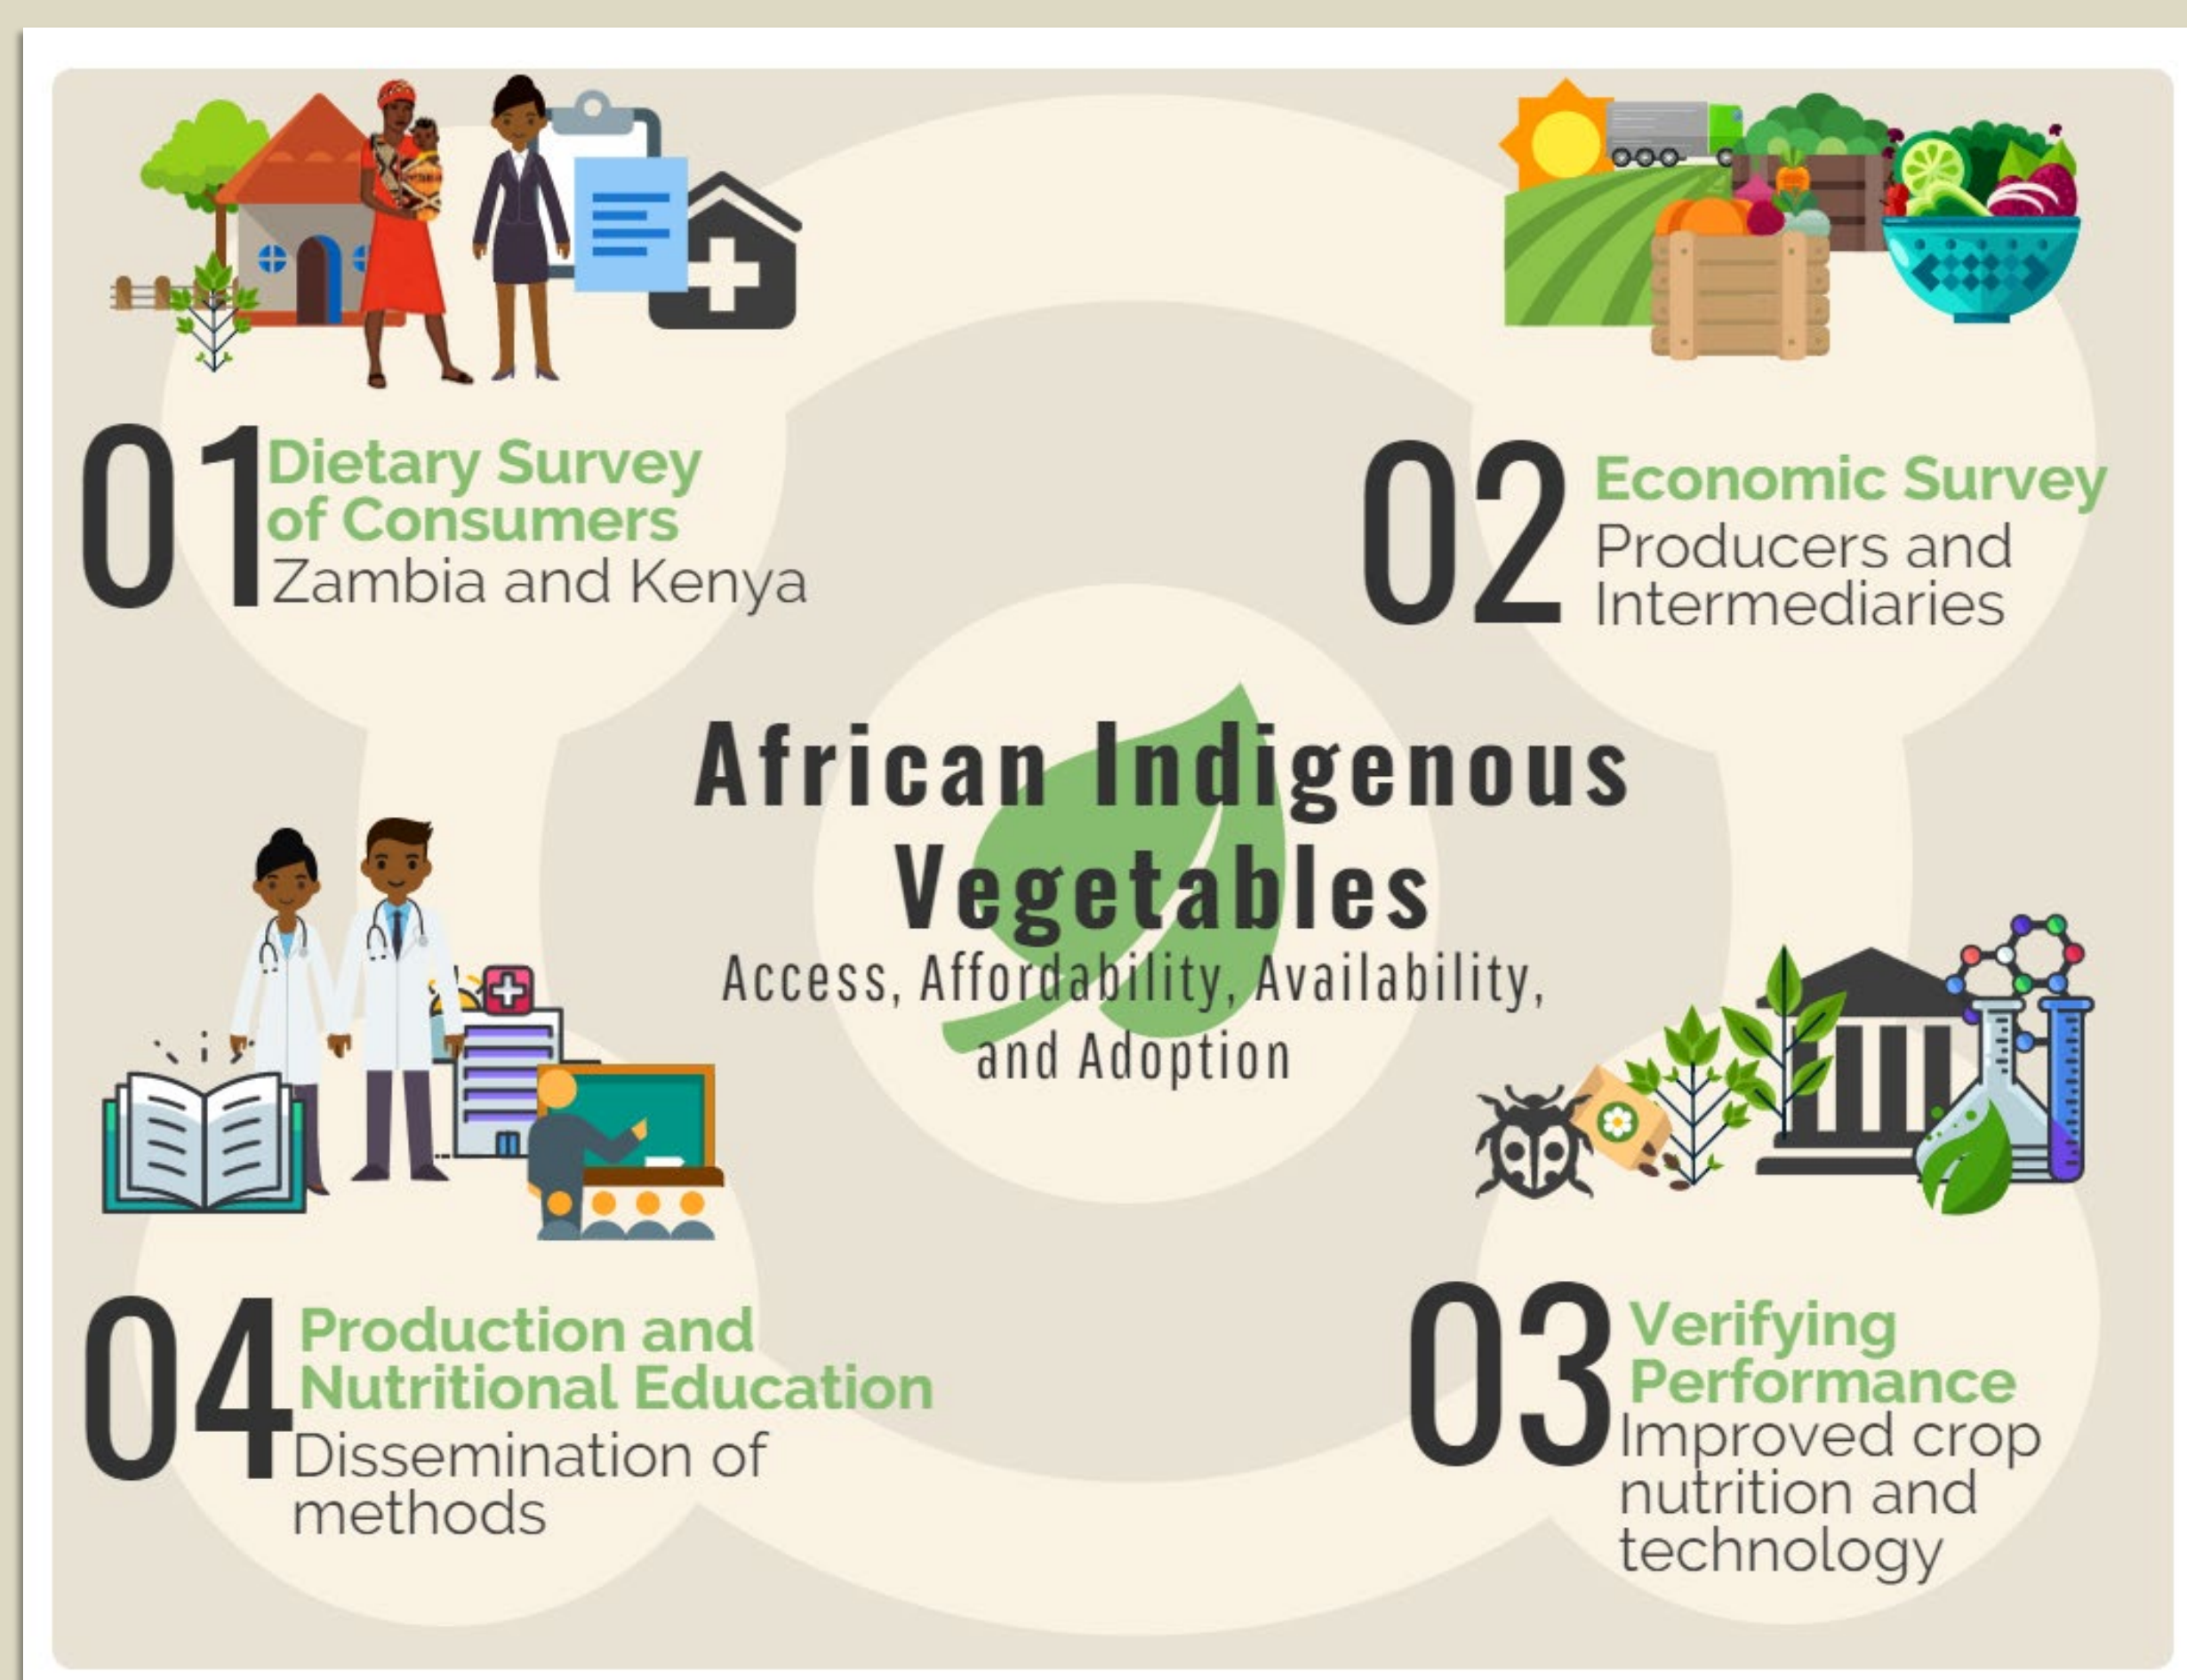 01
Dietary Survey
of Consumers
Zambia and Kenya
02
Economic Survey
Producers and
Intermediaries
African Indigenous
Vegetables
Access, Affordability, Availability,
and Adoption
03
Verifying
Performance
Improved crop
nutrition and
technology
04
Production and
Nutritional Education
Dissemination of
methods